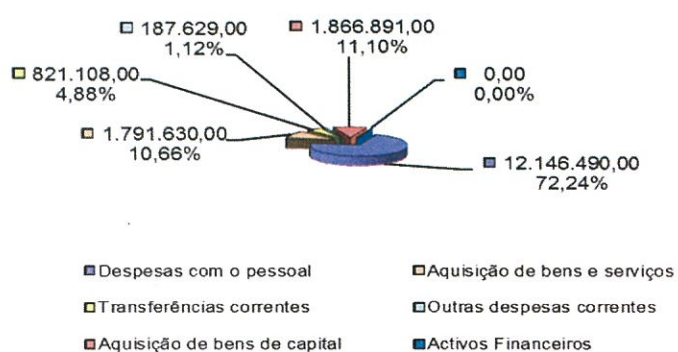 187.629,00
1,12%
1.866.891,00
11,10%
821.108,00
4,88%
0,00
0,00%
1.791.630,00
10,66%
12.146.490,00
72,24%
Despesas com o pessoal
Aquisição de bens e serviços
Transferências correntes
Outras despesas correntes
Aquisição de bens de capital
Activos Financeiros